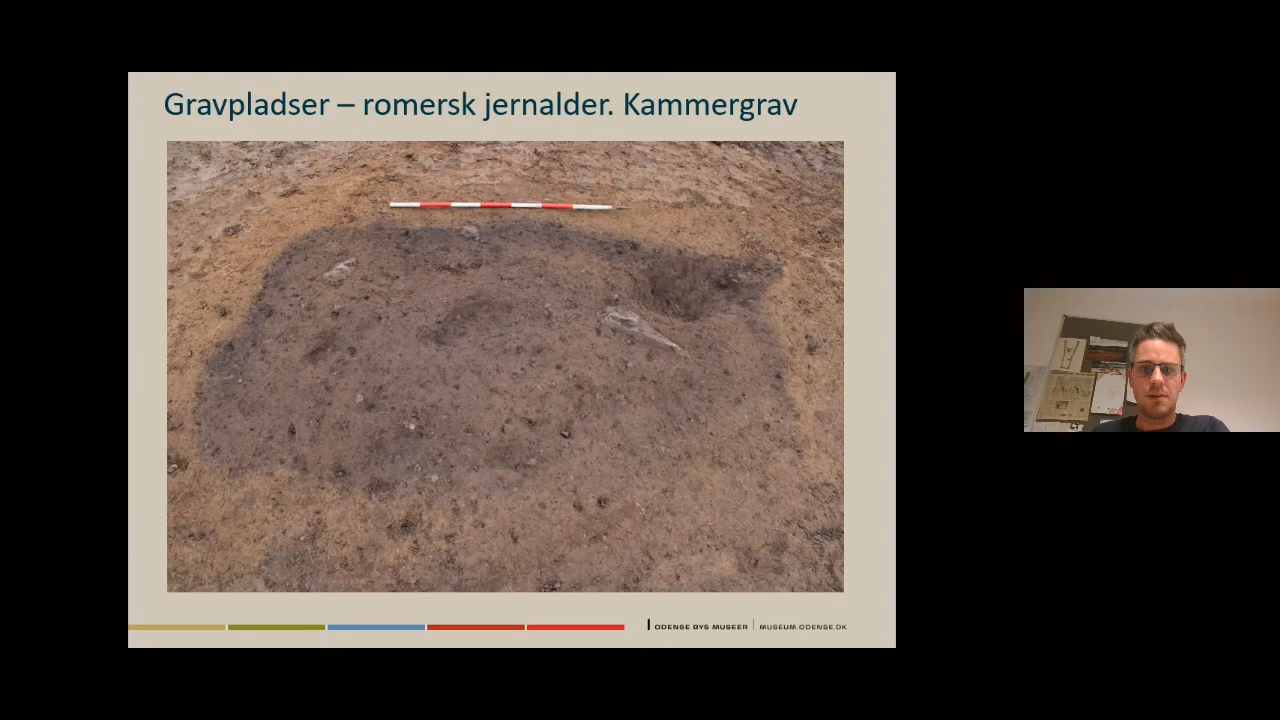 Gravpladser – romersk jernalder. Kammergrav
ODENSE BYS MUSEER | MUSEUM.ODENSE.DK